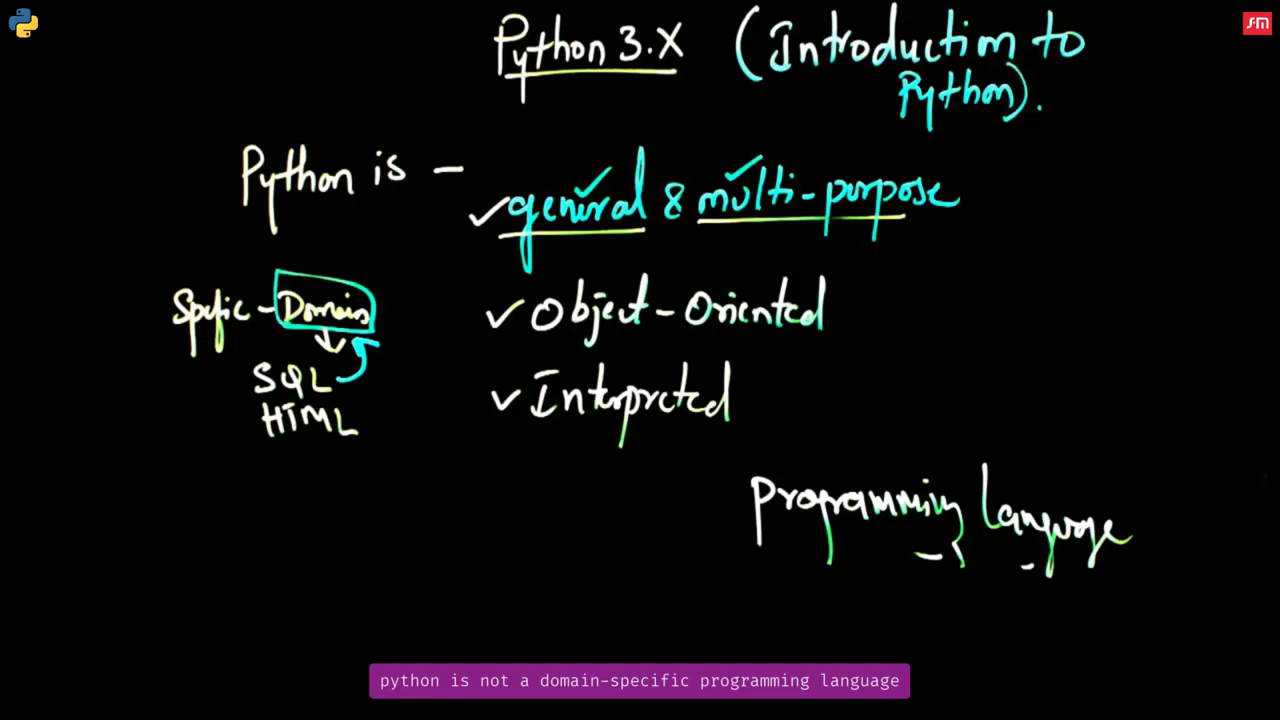 Python 3.X (Introduction to
Python).
Python is -
✓ general & multi-purpose
Spefic - Domain
✓ Object-Oriented
SQL
✓ Interpreted
HTML
programming language
python is not a domain-specific programming language